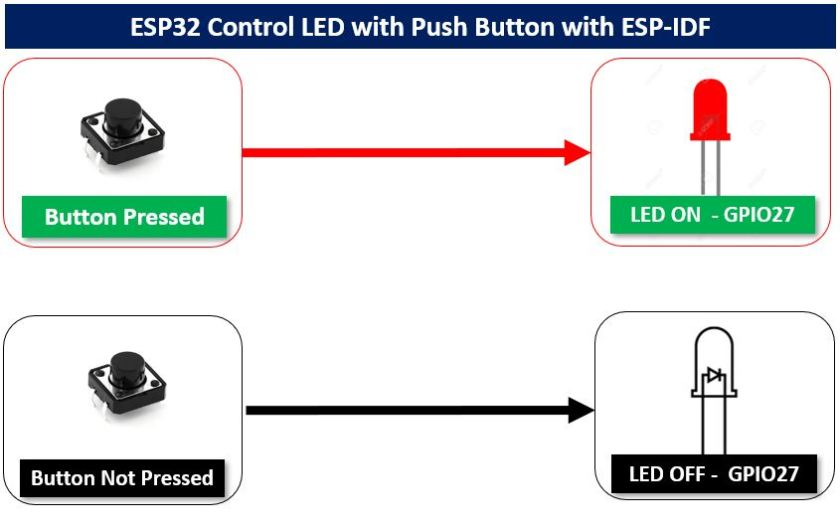 ESP32 Control LED with Push Button with ESP-IDF
Button Pressed
LED ON - GPIO27
Button Not Pressed
LED OFF - GPIO27